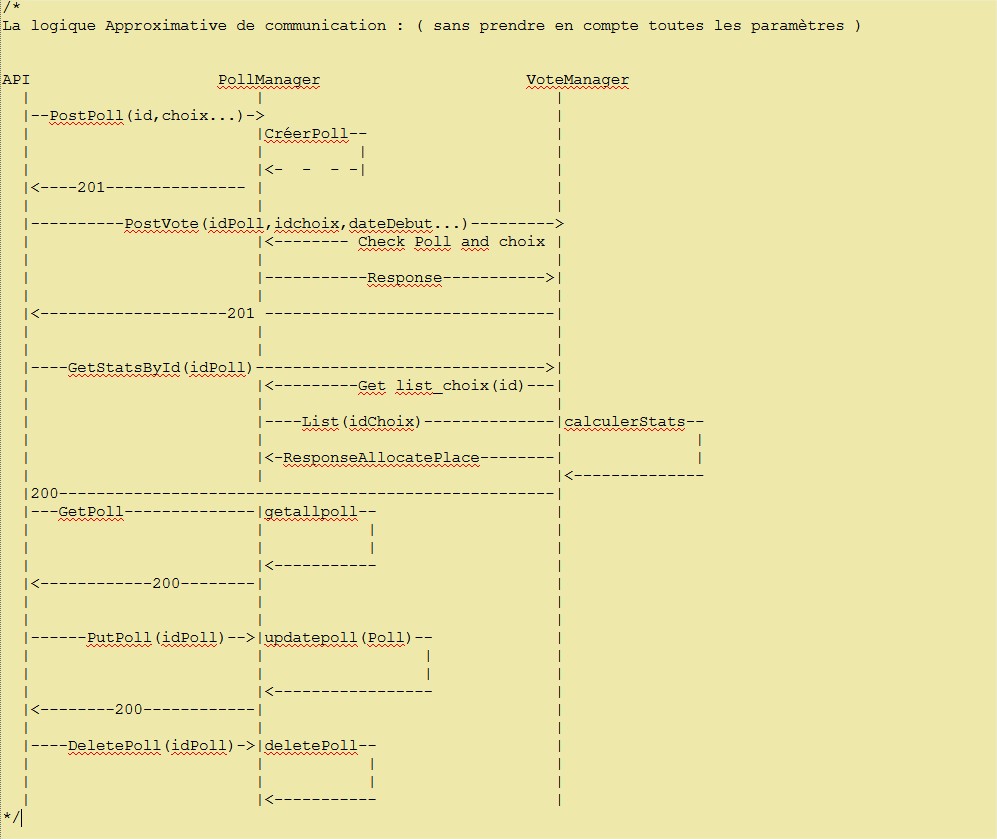 /*
La logique Approximative de communication : ( sans prendre en compte toutes les paramètres )
API                    PollManager                      VoteManager
  |                         |                                |
  |--PostPoll(id,choix...)->                                 |
  |                         |CréerPoll--                     |
  |                         |          |                     |
  |                         |<-  -  - -|                     |
  |<----201---------------  |                                |
  |                         |                                |
  |----------PostVote(idPoll,idchoix,dateDebut...)--------->
  |                         |<-------- Check Poll and choix |
  |                         |                                |
  |                         |-----------Response----------->|
  |                         |                                |
  |<--------------------201 -------------------------------|
  |                         |                                |
  |                         |                                |
  |----GetStatsById(idPoll)------------------------------->|
  |                         |<---------Get list_choix(id)---|
  |                         |                                |
  |                         |----List(idChoix)--------------|calculerStats--
  |                         |                                |              |
  |                         |<-ResponseAllocatePlace--------|              |
  |                         |                                |<--------------
  |200-----------------------------------------------------|
  |---GetPoll--------------|getallpoll--                     |
  |                         |           |                    |
  |                         |           |                    |
  |                         |<-----------                    |
  |<------------200--------|                                 |
  |                         |                                |
  |                         |                                |
  |------PutPoll(idPoll)-->|updatepoll(Poll)--               |
  |                         |                 |              |
  |                         |                 |              |
  |                         |<-----------------              |
  |<--------200------------|                                 |
  |                         |                                |
  |----DeletePoll(idPoll)->|deletePoll--                     |
  |                         |           |                    |
  |                         |           |                    |
  |                         |<-----------                    |
*/